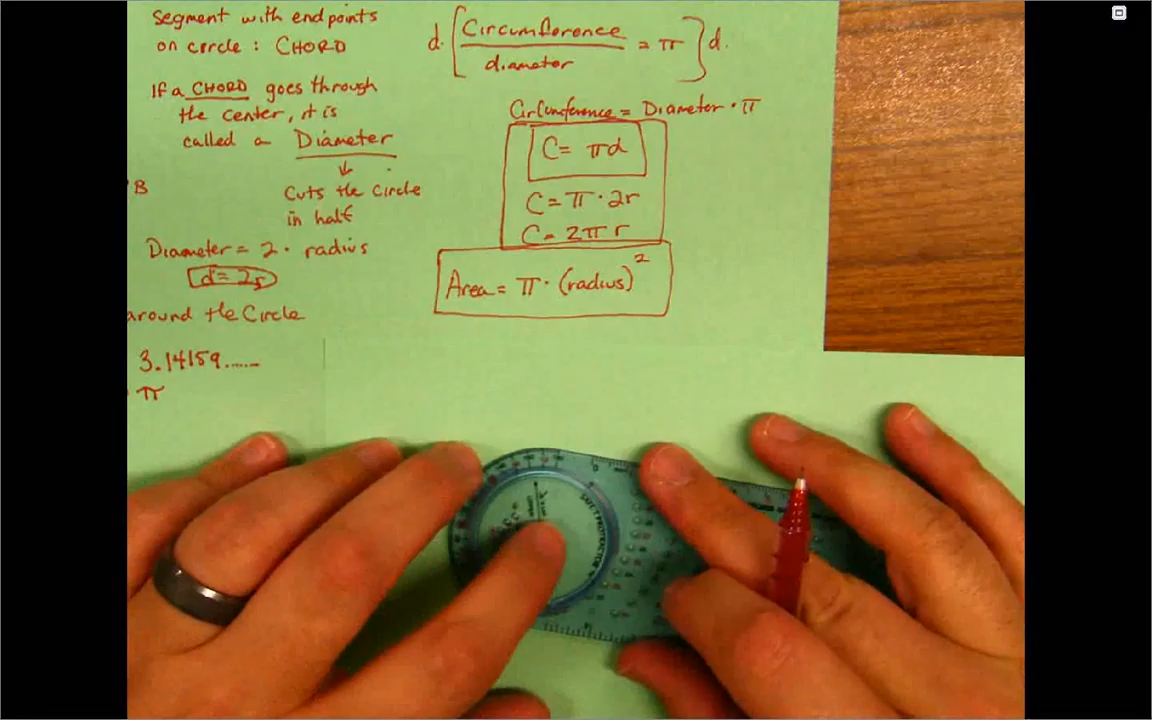 segment with endpoints
on circle : CHORD
If a CHORD goes through
the center, it is
called a Diameter
Cuts the Circle
in half
B
Diameter = 2 · radius
d = 2r
around the Circle
3.14159......
π
d. [Circumference / diameter = π] d.
Circumference = Diameter · π
C = πd
C = π · 2r
C = 2πr
Area = π · (radius)²
SAFE T PROTRACTOR